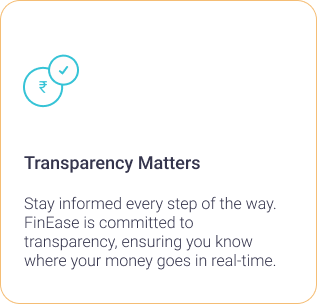 ₹
Transparency Matters
Stay informed every step of the way.
FinEase is committed to
transparency, ensuring you know
where your money goes in real-time.